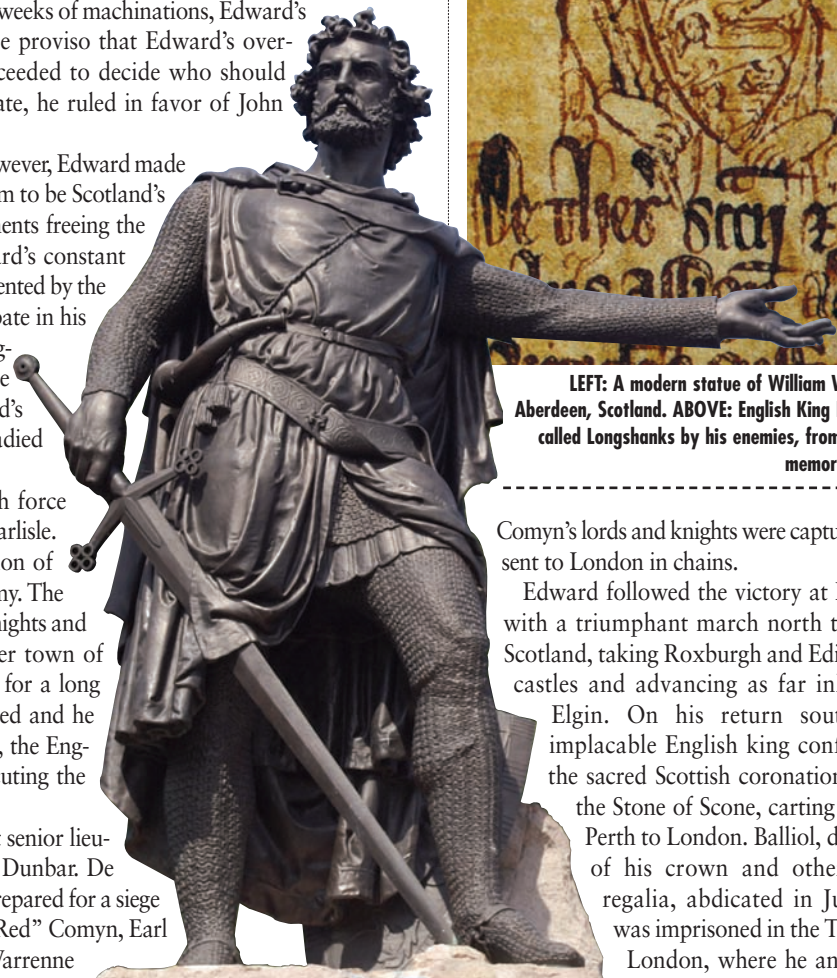 weeks of machinations, Edward's
e proviso that Edward's over-
ceeded to decide who should
ate, he ruled in favor of John
wever, Edward made
m to be Scotland's
ents freeing the
ard's constant
ented by the
pate in his
g-
e
d's
adied
h force
arlisle.
on of
ny. The
nights and
er town of
for a long
ed and he
, the Eng-
uting the
t senior lieu-
Dunbar. De
repared for a siege
Red” Comyn, Earl
Warrenne
LEFT: A modern statue of William W
Aberdeen, Scotland. ABOVE: English King
called Longshanks by his enemies, from
memor
Comyn's lords and knights were captu
sent to London in chains.
Edward followed the victory at
with a triumphant march north t
Scotland, taking Roxburgh and Edi
castles and advancing as far in
Elgin. On his return sou
implacable English king conf
the sacred Scottish coronation
the Stone of Scone, carting
Perth to London. Balliol, d
of his crown and othe
regalia, abdicated in Ju
was imprisoned in the T
London, where he an